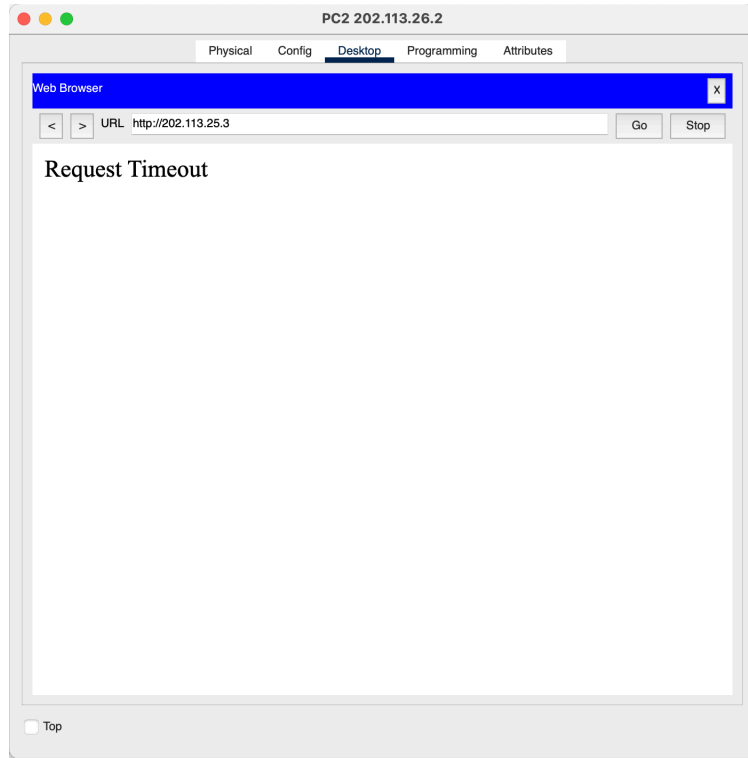 PC2 202.113.26.2
Physical Config Desktop Programming Attributes
Web Browser
X
< > URL http://202.113.25.3 Go Stop
Request Timeout
Top